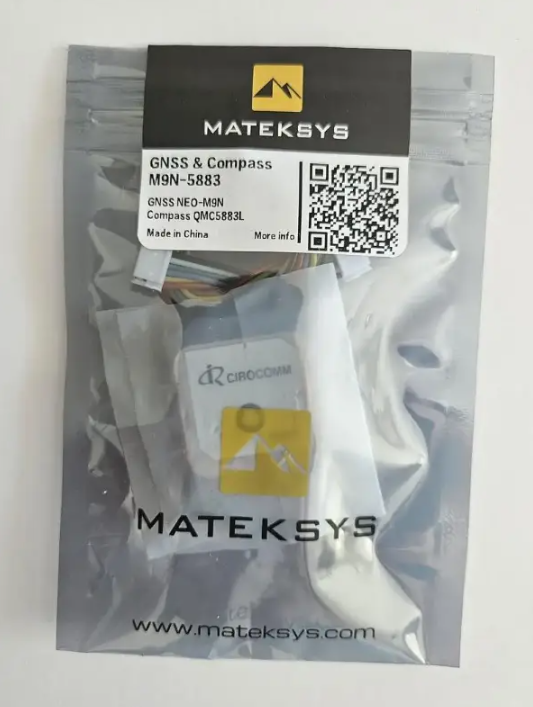 MATEKSYS
GNSS & Compass
M9N-5883
GNSS NEO-M9N
Compass QMC5883L
Made in China
More info
CIROCOMM
MATEKSYS
www.mateksys.com